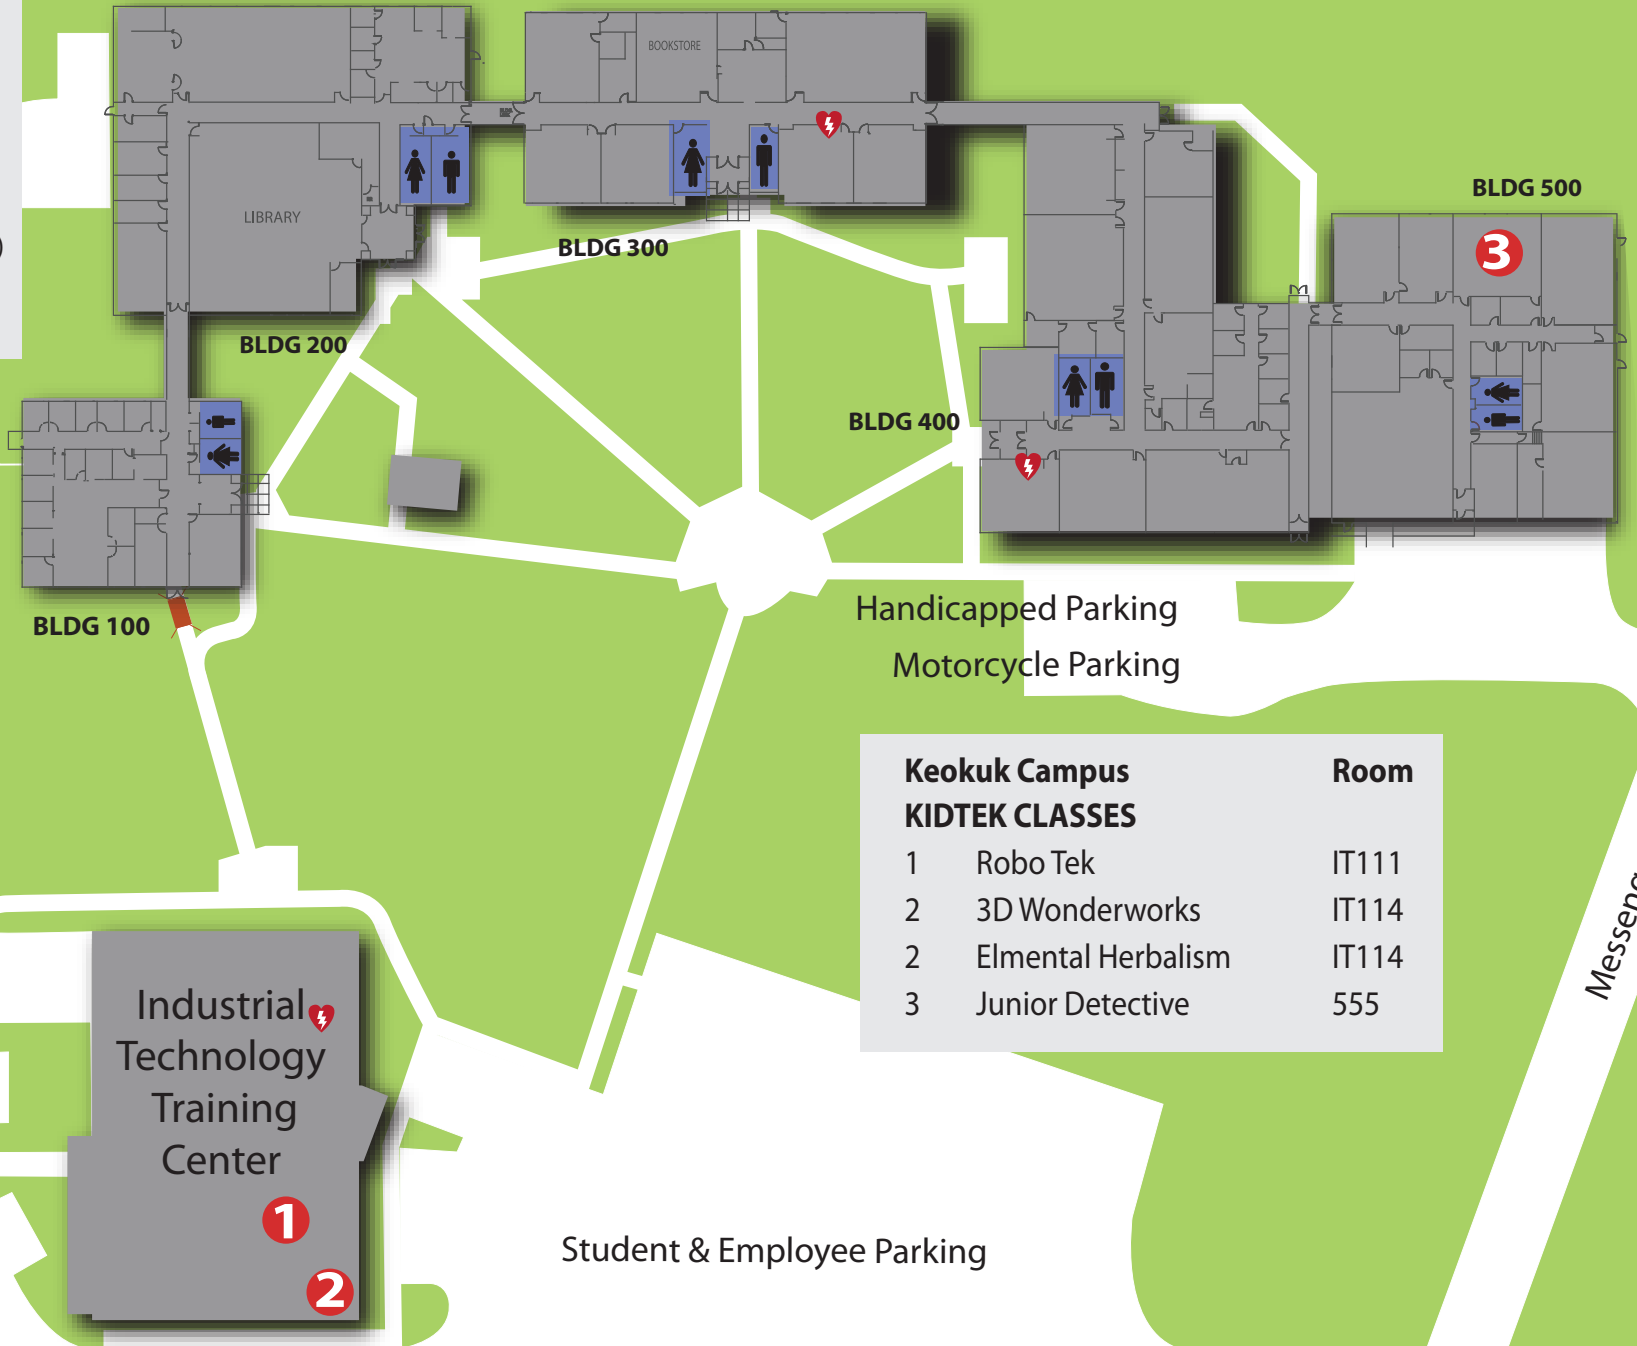 BOOKSTORE
LIBRARY
BLDG 500
BLDG 300
BLDG 200
BLDG 400
BLDG 100
3
Handicapped Parking
Motorcycle Parking
Keokuk Campus Room
KIDTEK CLASSES
1 Robo Tek IT111
2 3D Wonderworks IT114
2 Elmental Herbalism IT114
3 Junior Detective 555
Messeng
Industrial
Technology
Training
Center
1
2
Student & Employee Parking